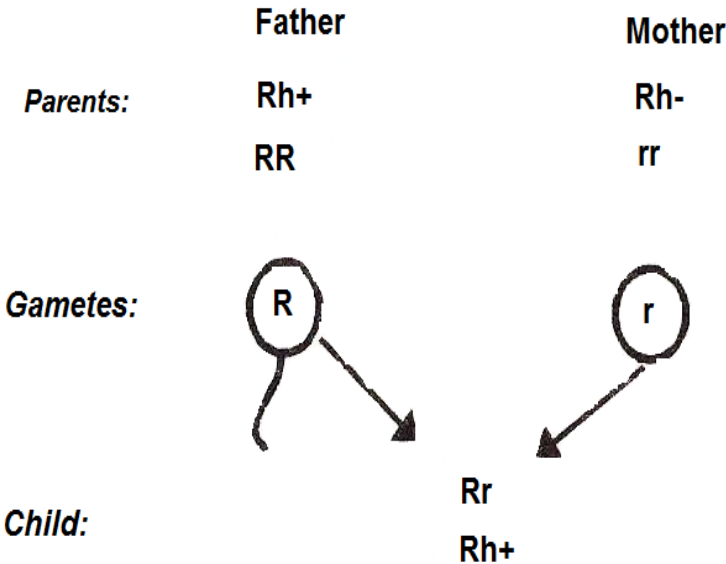 Father Mother
Parents: Rh+ Rh-
RR rr
Gametes: R r
Rr
Child:
Rh+